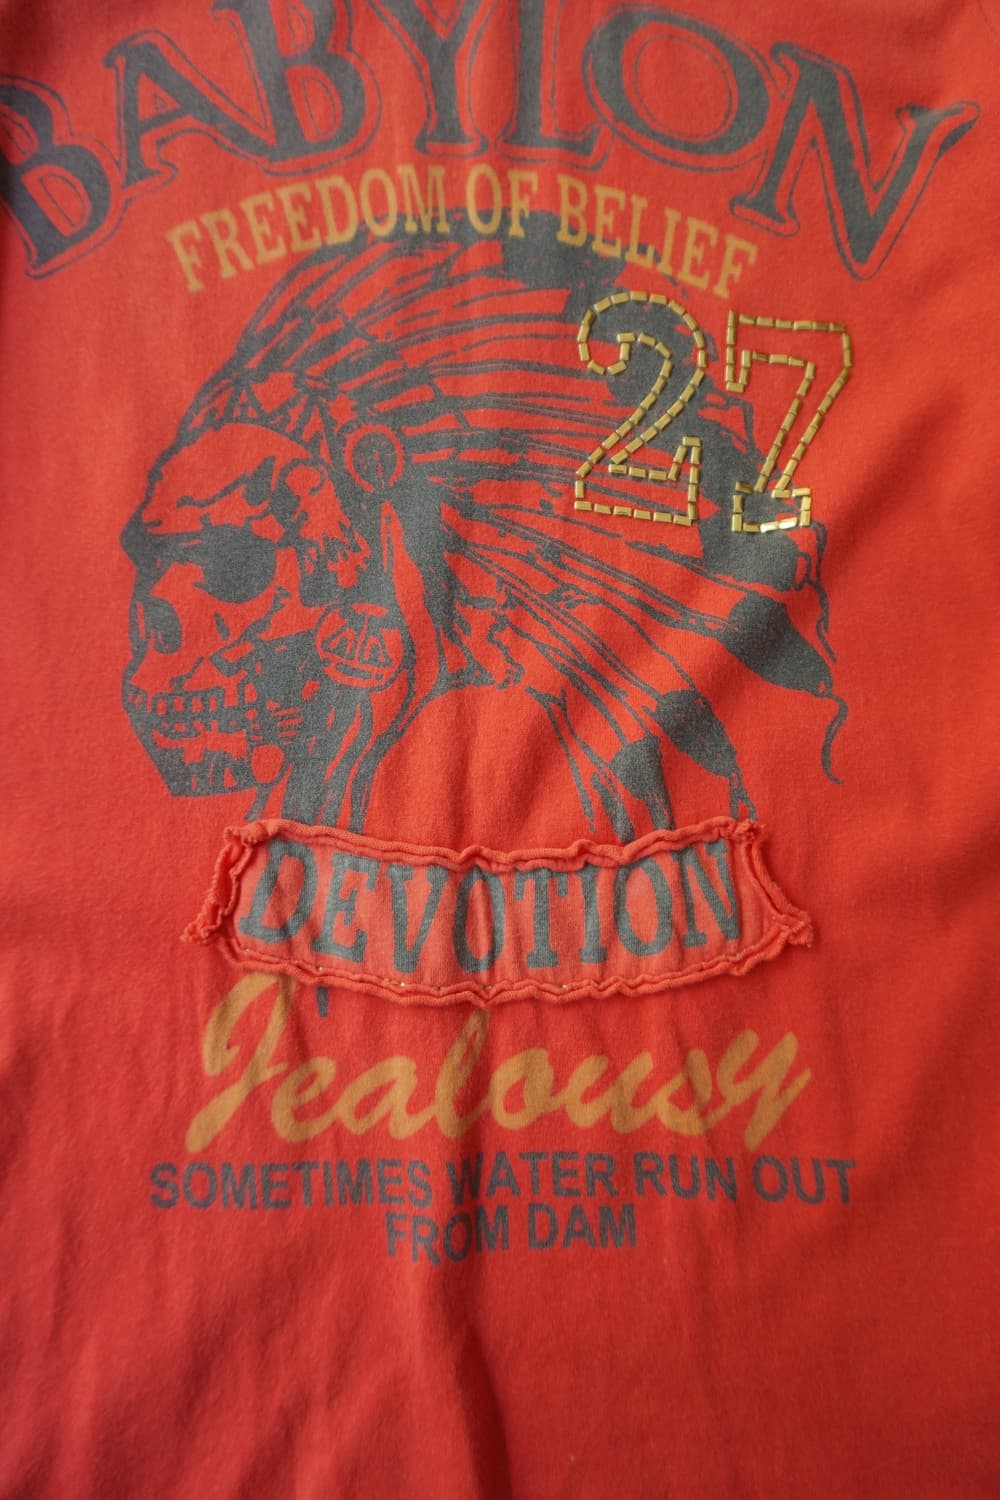 BABYLON
FREEDOM OF BELIEF
27
DEVOTION
Jealousy
SOMETIMES WATER RUN OUT
FROM DAM